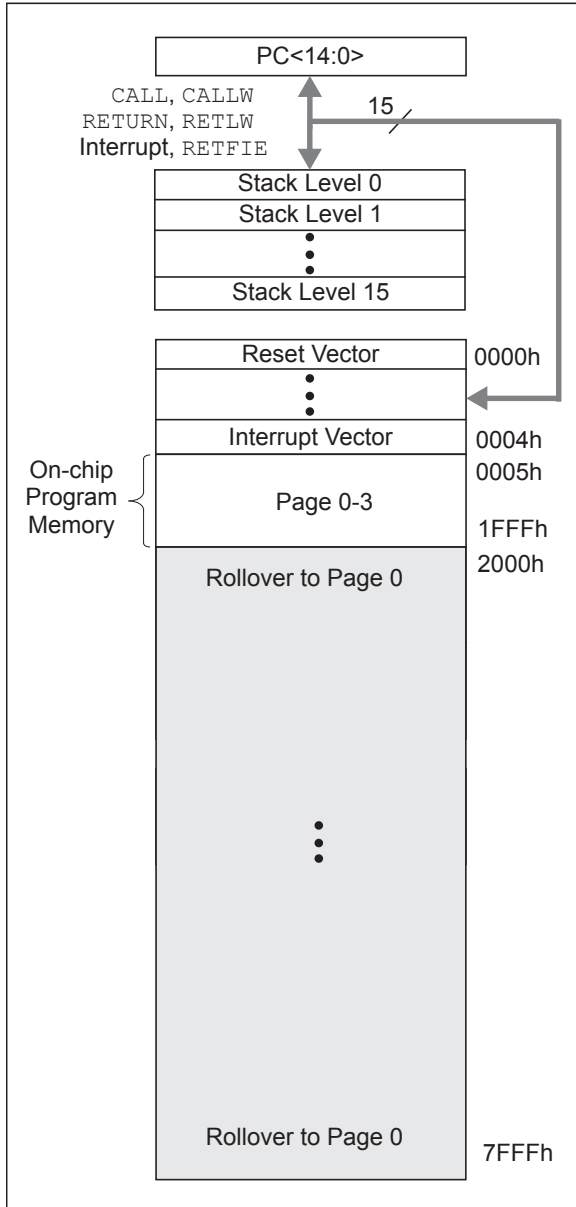 PC<14:0>
CALL, CALLW
RETURN, RETLW
Interrupt, RETFIE
15
Stack Level 0
Stack Level 1
Stack Level 15
Reset Vector
0000h
Interrupt Vector
0004h
On-chip
Program
Memory
0005h
Page 0-3
1FFFh
2000h
Rollover to Page 0
Rollover to Page 0
7FFFh